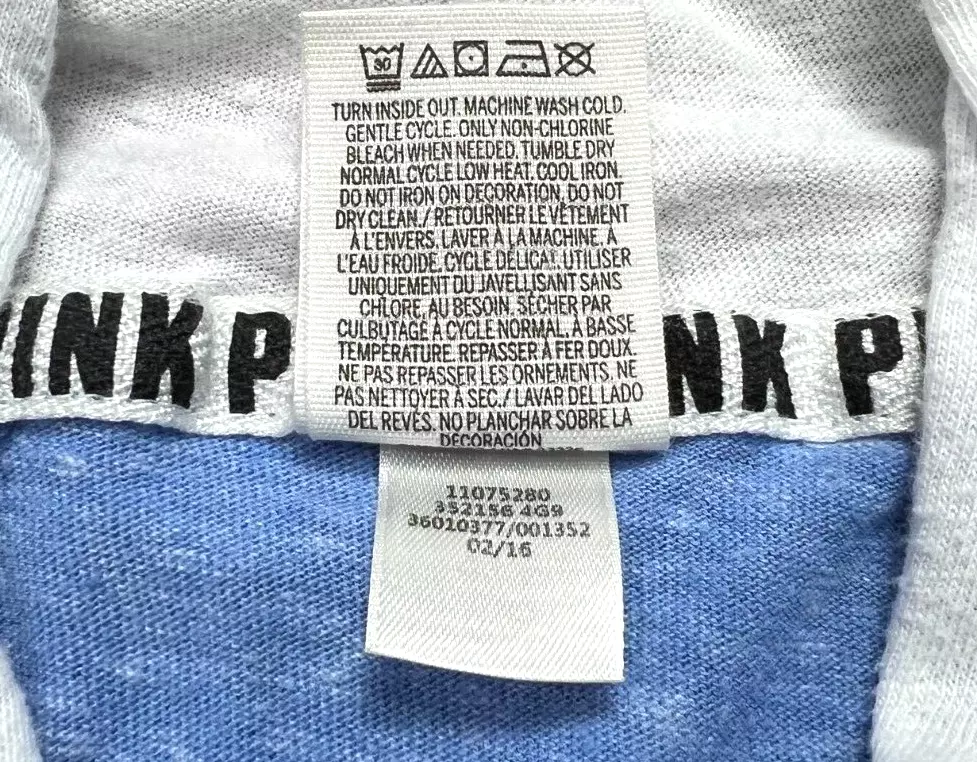 30
TURN INSIDE OUT. MACHINE WASH COLD.
GENTLE CYCLE. ONLY NON-CHLORINE
BLEACH WHEN NEEDED. TUMBLE DRY
NORMAL CYCLE LOW HEAT. COOL IRON.
DO NOT IRON ON DECORATION. DO NOT
DRY CLEAN. / RETOURNER LE VÊTEMENT
À L'ENVERS. LAVER À LA MACHINE. À
L'EAU FROIDE. CYCLE DÉLICAT. UTILISER
UNIQUEMENT DU JAVELLISANT SANS
CHLORE, AU BESOIN. SÉCHER PAR
CULBUTAGE À CYCLE NORMAL, À BASSE
TEMPÉRATURE. REPASSER À FER DOUX.
NE PAS REPASSER LES ORNEMENTS. NE
PAS NETTOYER À SEC. / LAVAR DEL LADO
DEL REVÉS. NO PLANCHAR SOBRE LA
DECORACIÓN
INK P NK P
11075280
352156 4G9
36010377/001352
02/16